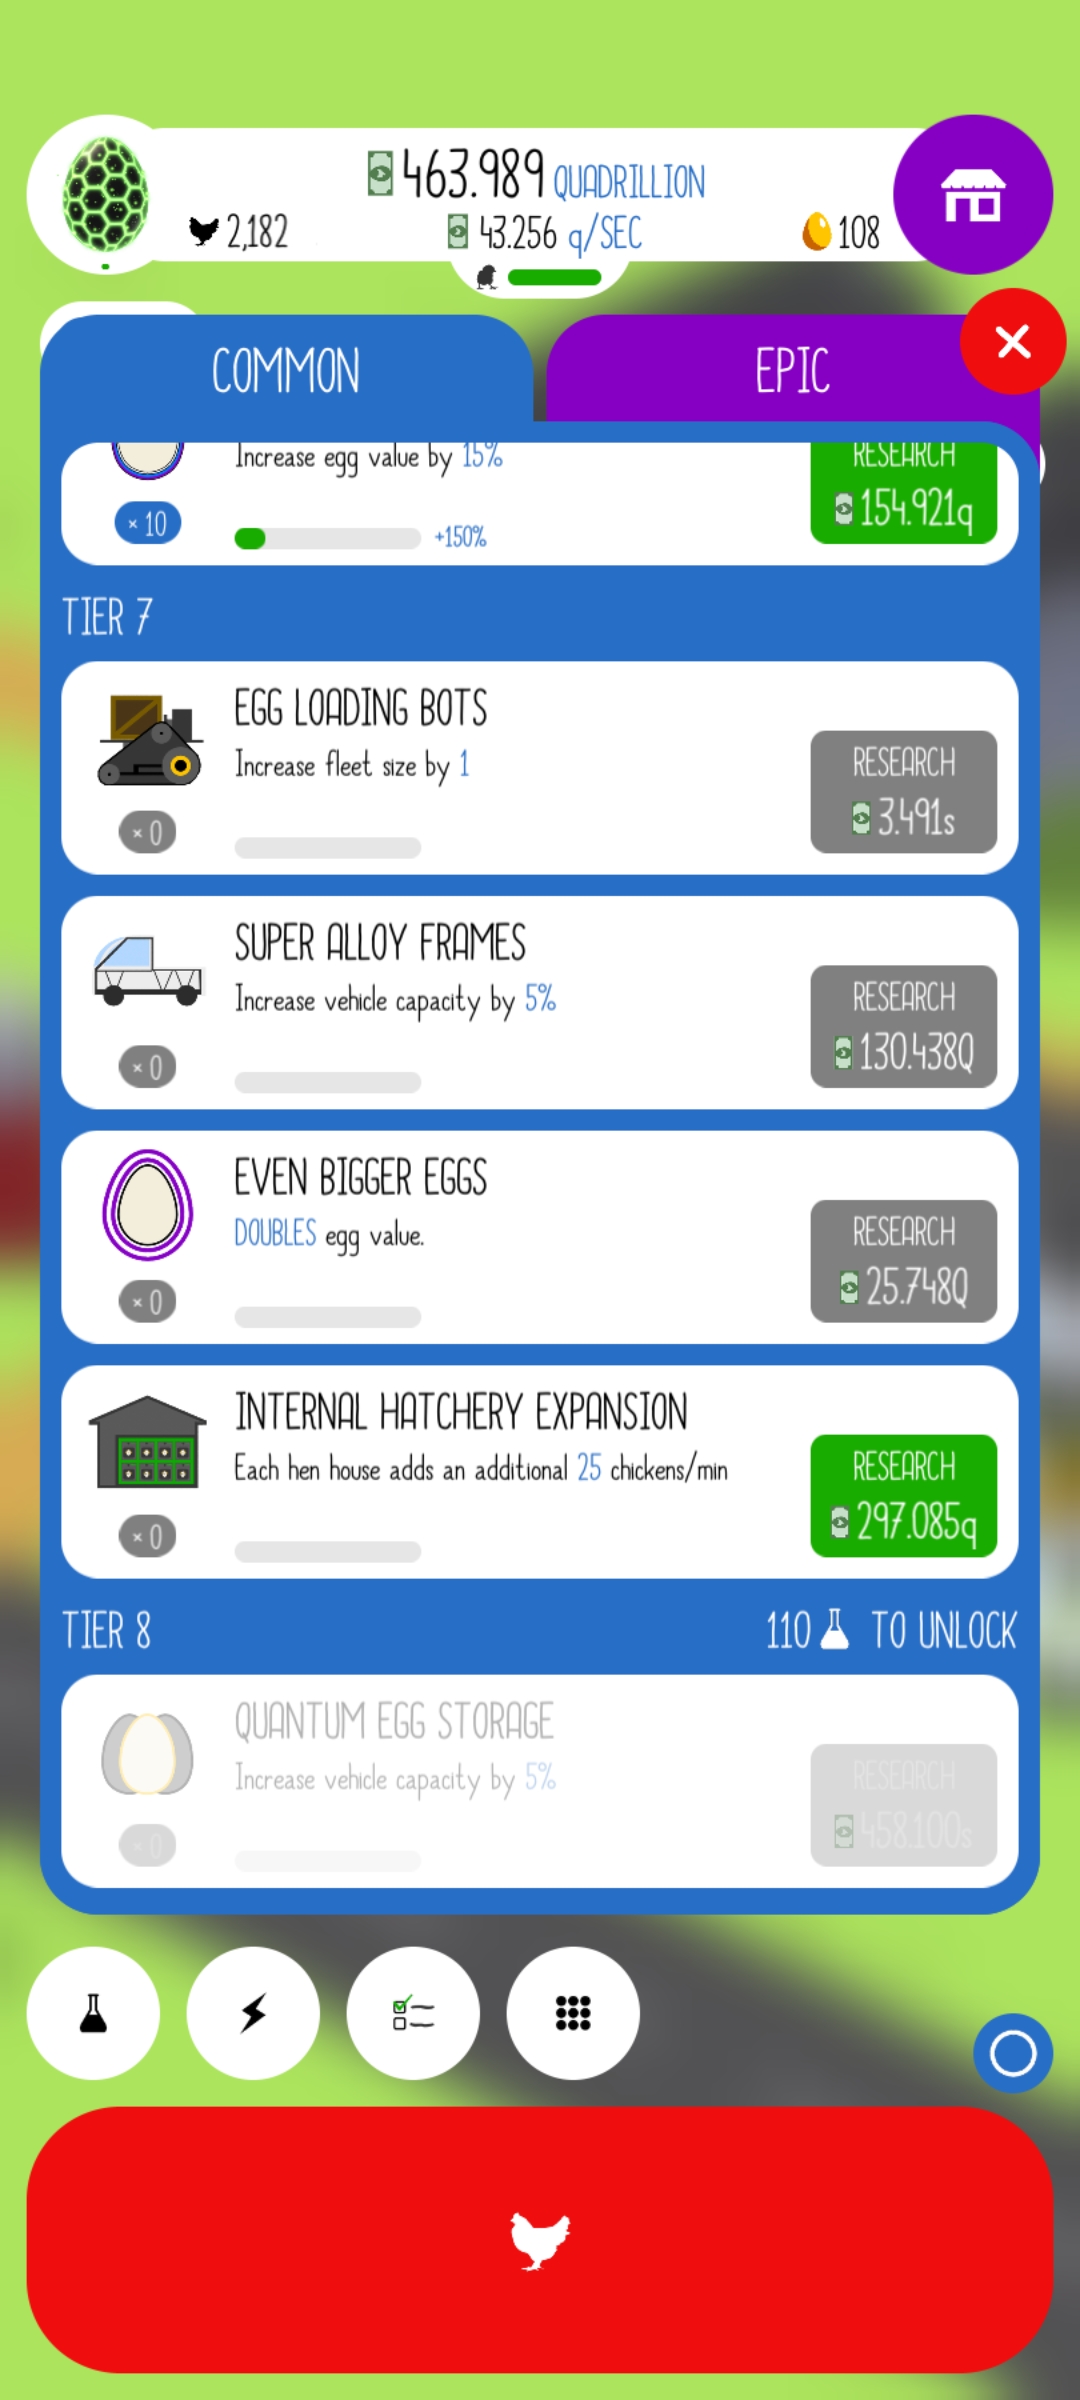 463.989 QUADRILLION
2,182
43.256 q/SEC
108
COMMON
EPIC
Increase egg value by 15%
RESEARCH
154.921q
× 10
+150%
TIER 7
EGG LOADING BOTS
Increase fleet size by 1
RESEARCH
3.491s
× 0
SUPER ALLOY FRAMES
Increase vehicle capacity by 5%
RESEARCH
130.438Q
× 0
EVEN BIGGER EGGS
DOUBLES egg value.
RESEARCH
25.748Q
× 0
INTERNAL HATCHERY EXPANSION
Each hen house adds an additional 25 chickens/min
RESEARCH
297.085q
× 0
TIER 8
110 TO UNLOCK
QUANTUM EGG STORAGE
Increase vehicle capacity by 5%
RESEARCH
458.100s
× 0